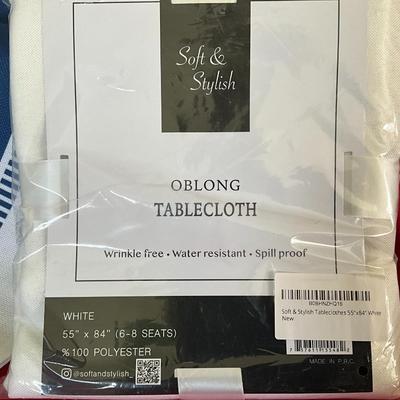 Soft &
Stylish
OBLONG
TABLECLOTH
Wrinkle free • Water resistant • Spill proof
WHITE
55" x 84" (6-8 SEATS)
%100 POLYESTER
@softandstylish_
Soft & Stylish Tableclothes 55"x84" White
New
MADE IN P.R.C.